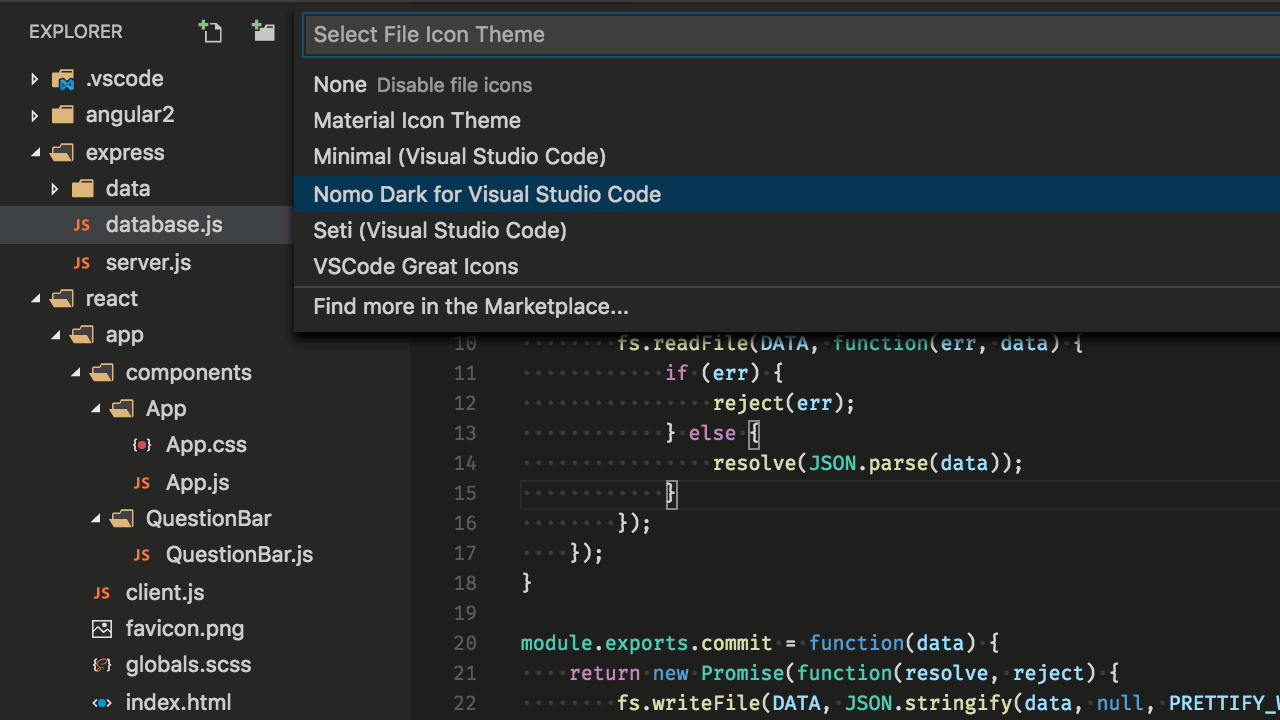 EXPLORER
.vscode
angular2
express
data
JS database.js
JS server.js
react
app
components
App
App.css
JS App.js
QuestionBar
JS QuestionBar.js
JS client.js
favicon.png
globals.scss
index.html
Select File Icon Theme
None Disable file icons
Material Icon Theme
Minimal (Visual Studio Code)
Nomo Dark for Visual Studio Code
Seti (Visual Studio Code)
VSCode Great Icons
Find more in the Marketplace...
10 fs.readFile(DATA, function(err, data) {
11 if (err) {
12 reject(err);
13 } else {
14 resolve(JSON.parse(data));
15 }
16 });
17 });
18 }
19
20 module.exports.commit = function(data) {
21 return new Promise(function(resolve, reject) {
22 fs.writeFile(DATA, JSON.stringify(data, null, PRETTIFY_